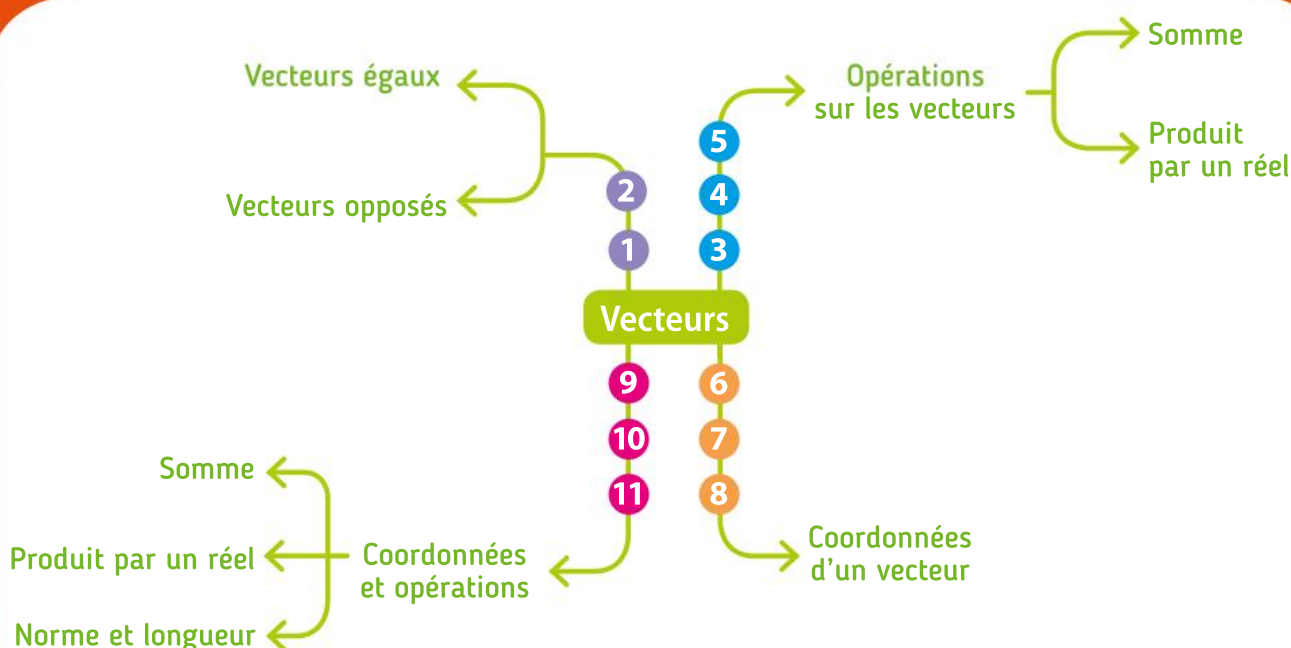 Somme
Vecteurs égaux
Opérations
sur les vecteurs
Produit
par un réel
5
2
4
Vecteurs opposés
1
3
Vecteurs
9
6
10
7
Somme
11
8
Coordonnées
d'un vecteur
Produit par un réel
Coordonnées
et opérations
Norme et longueur